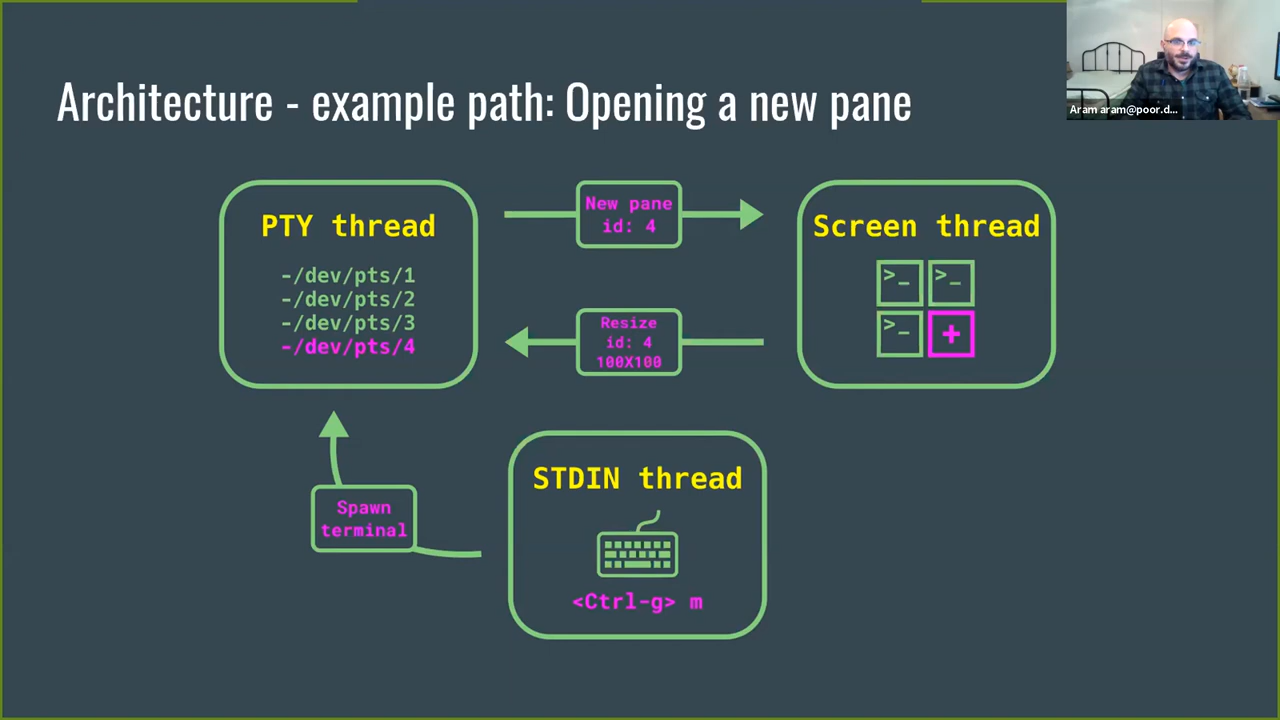 Architecture - example path: Opening a new pane
Aram aram@poor.d...
PTY thread
-/dev/pts/1
-/dev/pts/2
-/dev/pts/3
-/dev/pts/4
New pane
id: 4
Resize
id: 4
100X100
Screen thread
>_ >_
>_ +
Spawn
terminal
STDIN thread
<Ctrl-g> m